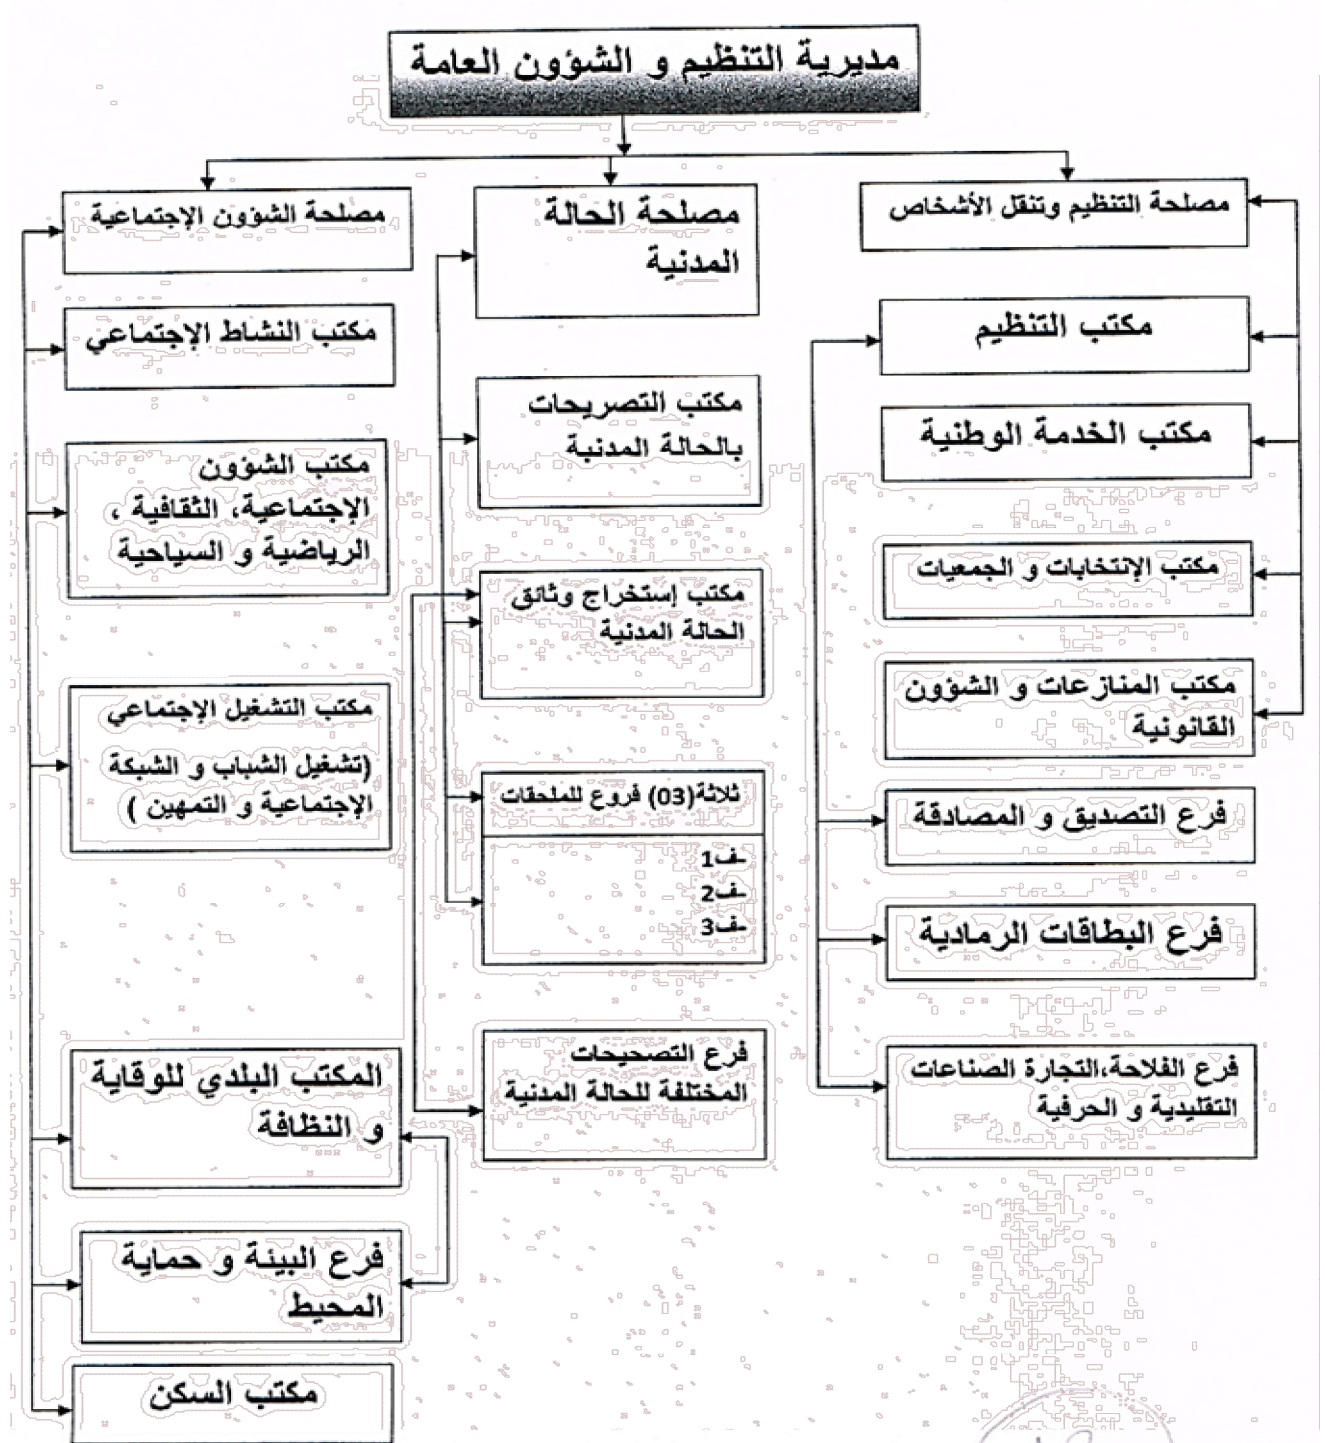 مديرية التنظيم و الشؤون العامة
مصلحة التنظيم وتنقل الأشخاص
مكتب التنظيم
مكتب الخدمة الوطنية
مكتب الإنتخابات و الجمعيات
مكتب المنازعات و الشؤون
القانونية
فرع التصديق و المصادقة
فرع البطاقات الرمادية
فرع الفلاحة،التجارة الصناعات
التقليدية و الحرفية
مصلحة الحالة
المدنية
مكتب التصريحات
بالحالة المدنية
مكتب إستخراج وثائق
الحالة المدنية
ثلاثة(03) فروع للملحقات
-ف1
-ف2
-ف3
فرع التصحيحات
المختلفة للحالة المدنية
مصلحة الشؤون الإجتماعية
مكتب النشاط الإجتماعي
مكتب الشؤون
الإجتماعية، الثقافية ،
الرياضية و السياحية
مكتب التشغيل الإجتماعي
(تشغيل الشباب و الشبكة
الإجتماعية و التمهين )
المكتب البلدي للوقاية
و النظافة
فرع البيئة و حماية
المحيط
مكتب السكن